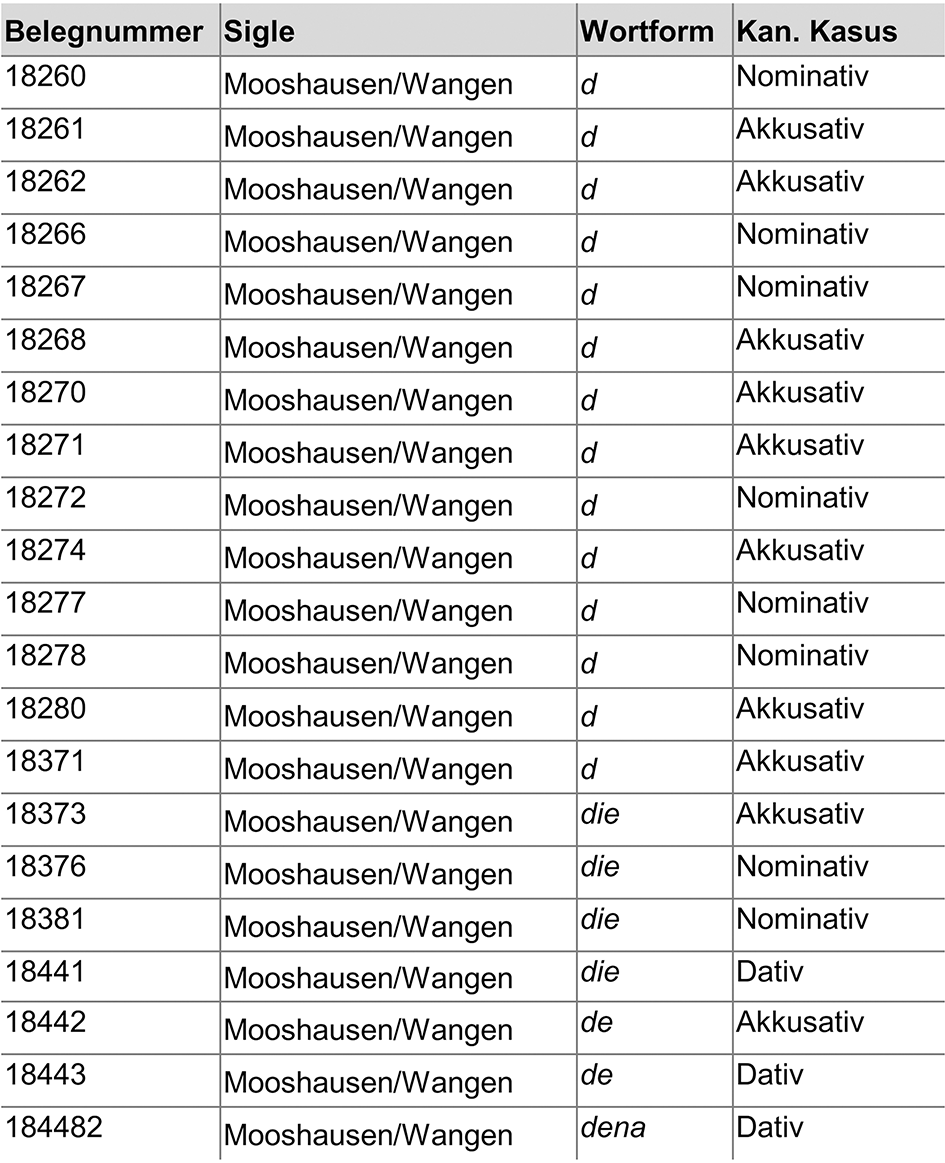 Belegnummer Sigle Wortform Kan. Kasus
18260 Mooshausen/Wangen d Nominativ
18261 Mooshausen/Wangen d Akkusativ
18262 Mooshausen/Wangen d Akkusativ
18266 Mooshausen/Wangen d Nominativ
18267 Mooshausen/Wangen d Nominativ
18268 Mooshausen/Wangen d Akkusativ
18270 Mooshausen/Wangen d Akkusativ
18271 Mooshausen/Wangen d Akkusativ
18272 Mooshausen/Wangen d Nominativ
18274 Mooshausen/Wangen d Akkusativ
18277 Mooshausen/Wangen d Nominativ
18278 Mooshausen/Wangen d Nominativ
18280 Mooshausen/Wangen d Akkusativ
18371 Mooshausen/Wangen d Akkusativ
18373 Mooshausen/Wangen die Akkusativ
18376 Mooshausen/Wangen die Nominativ
18381 Mooshausen/Wangen die Nominativ
18441 Mooshausen/Wangen die Dativ
18442 Mooshausen/Wangen de Akkusativ
18443 Mooshausen/Wangen de Dativ
184482 Mooshausen/Wangen dena Dativ